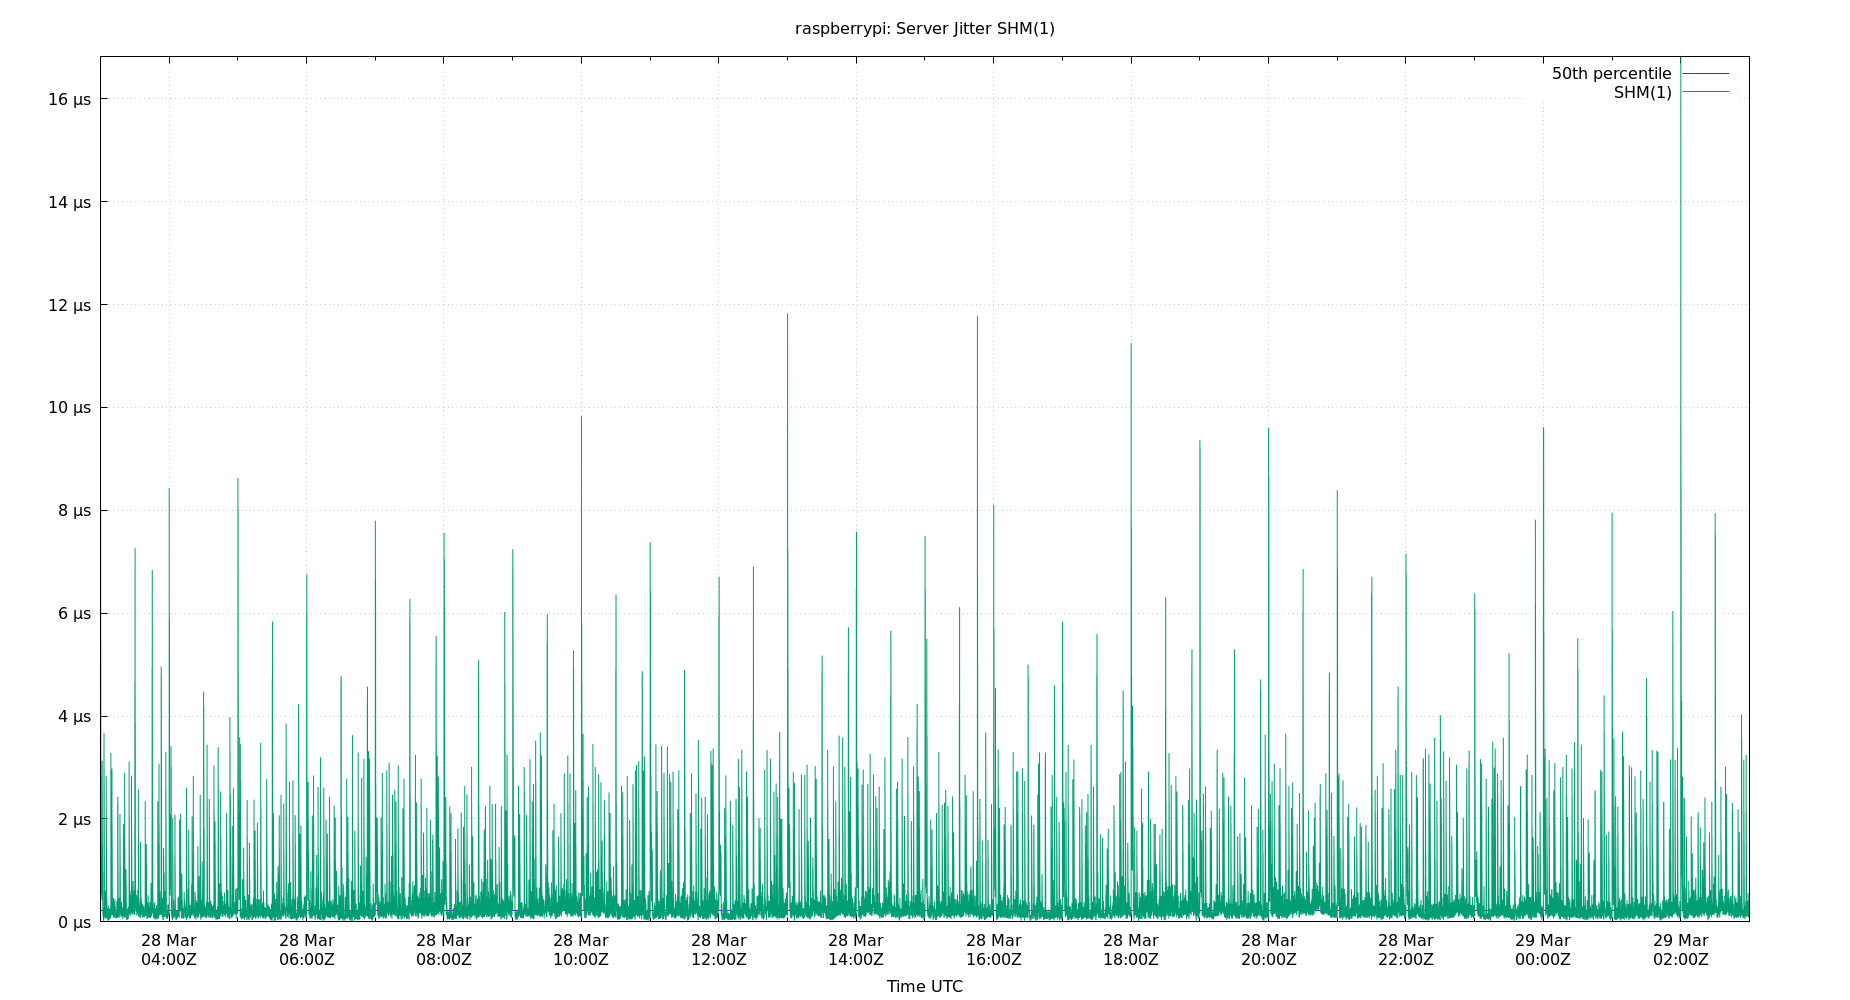 raspberrypi: Server Jitter SHM(1)
50th percentile
SHM(1)
16 µs
14 µs
12 µs
10 µs
8 µs
6 µs
4 µs
2 µs
0 µs
28 Mar 28 Mar 28 Mar 28 Mar 28 Mar 28 Mar 28 Mar 28 Mar 28 Mar 28 Mar 29 Mar 29 Mar
04:00Z 06:00Z 08:00Z 10:00Z 12:00Z 14:00Z 16:00Z 18:00Z 20:00Z 22:00Z 00:00Z 02:00Z
Time UTC